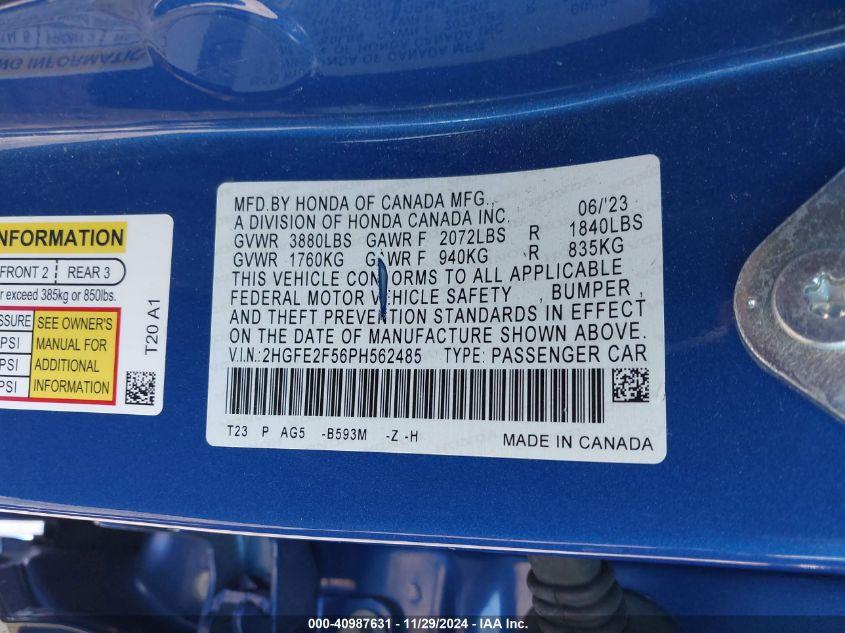 MFD.BY HONDA OF CANADA MFG., 06/'23
A DIVISION OF HONDA CANADA INC.
GVWR 3880LBS GAWR F 2072LBS R 1840LBS
GVWR 1760KG GAWR F 940KG R 835KG
THIS VEHICLE CONFORMS TO ALL APPLICABLE
FEDERAL MOTOR VEHICLE SAFETY , BUMPER ,
AND THEFT PREVENTION STANDARDS IN EFFECT
ON THE DATE OF MANUFACTURE SHOWN ABOVE.
V.I.N.:2HGFE2F56PH562485 TYPE: PASSENGER CAR
T23 P AG5 -B593M -Z -H MADE IN CANADA
INFORMATION
FRONT 2 REAR 3
r exceed 385kg or 850lbs.
SSURE SEE OWNER'S
PSI MANUAL FOR
PSI ADDITIONAL
PSI INFORMATION
T20 A1
000-40987631 - 11/29/2024 - IAA Inc.